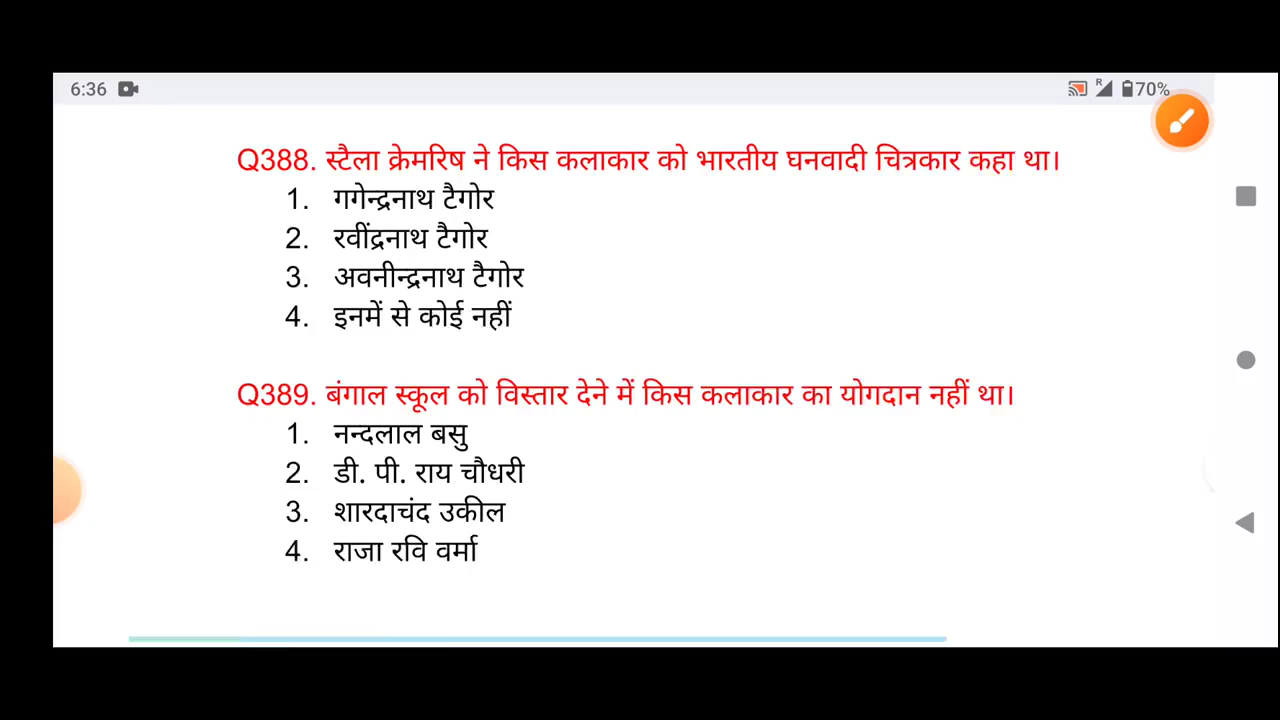 6:36
R
70%
Q388. स्टैला क्रेमरिष ने किस कलाकार को भारतीय घनवादी चित्रकार कहा था।
1. गगेन्द्रनाथ टैगोर
2. रवींद्रनाथ टैगोर
3. अवनीन्द्रनाथ टैगोर
4. इनमें से कोई नहीं
Q389. बंगाल स्कूल को विस्तार देने में किस कलाकार का योगदान नहीं था।
1. नन्दलाल बसु
2. डी. पी. राय चौधरी
3. शारदाचंद उकील
4. राजा रवि वर्मा